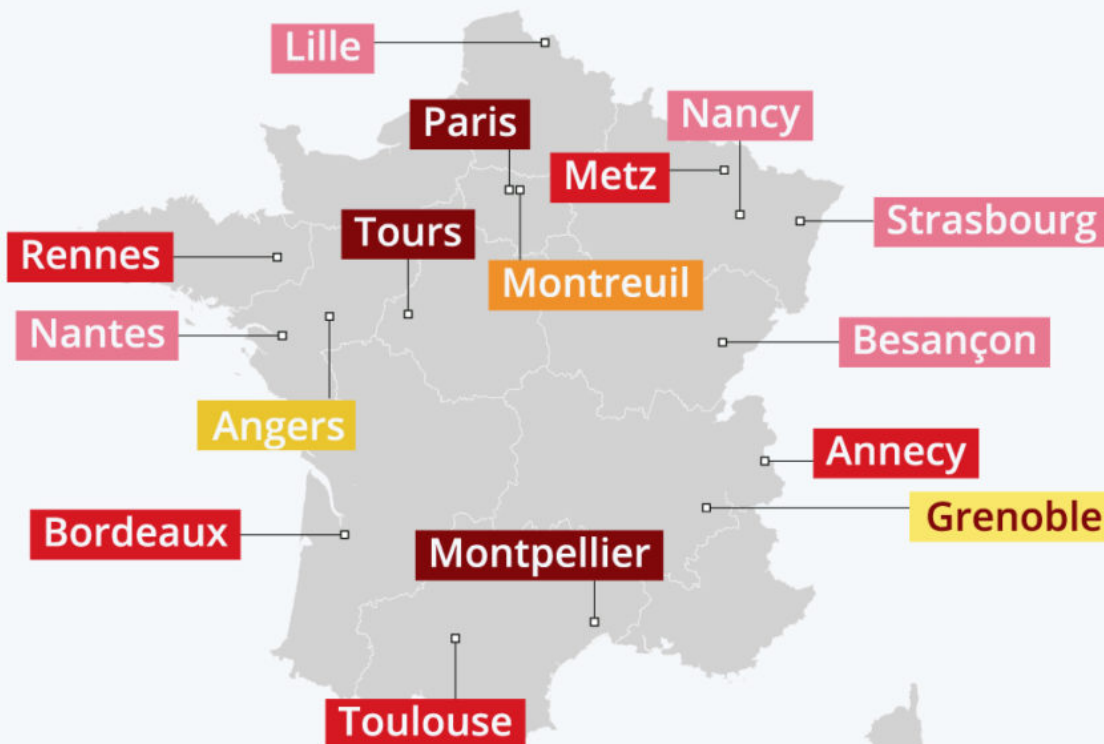 Lille
Paris
Nancy
Metz
Strasbourg
Tours
Rennes
Montreuil
Nantes
Besançon
Angers
Annecy
Grenoble
Bordeaux
Montpellier
Toulouse